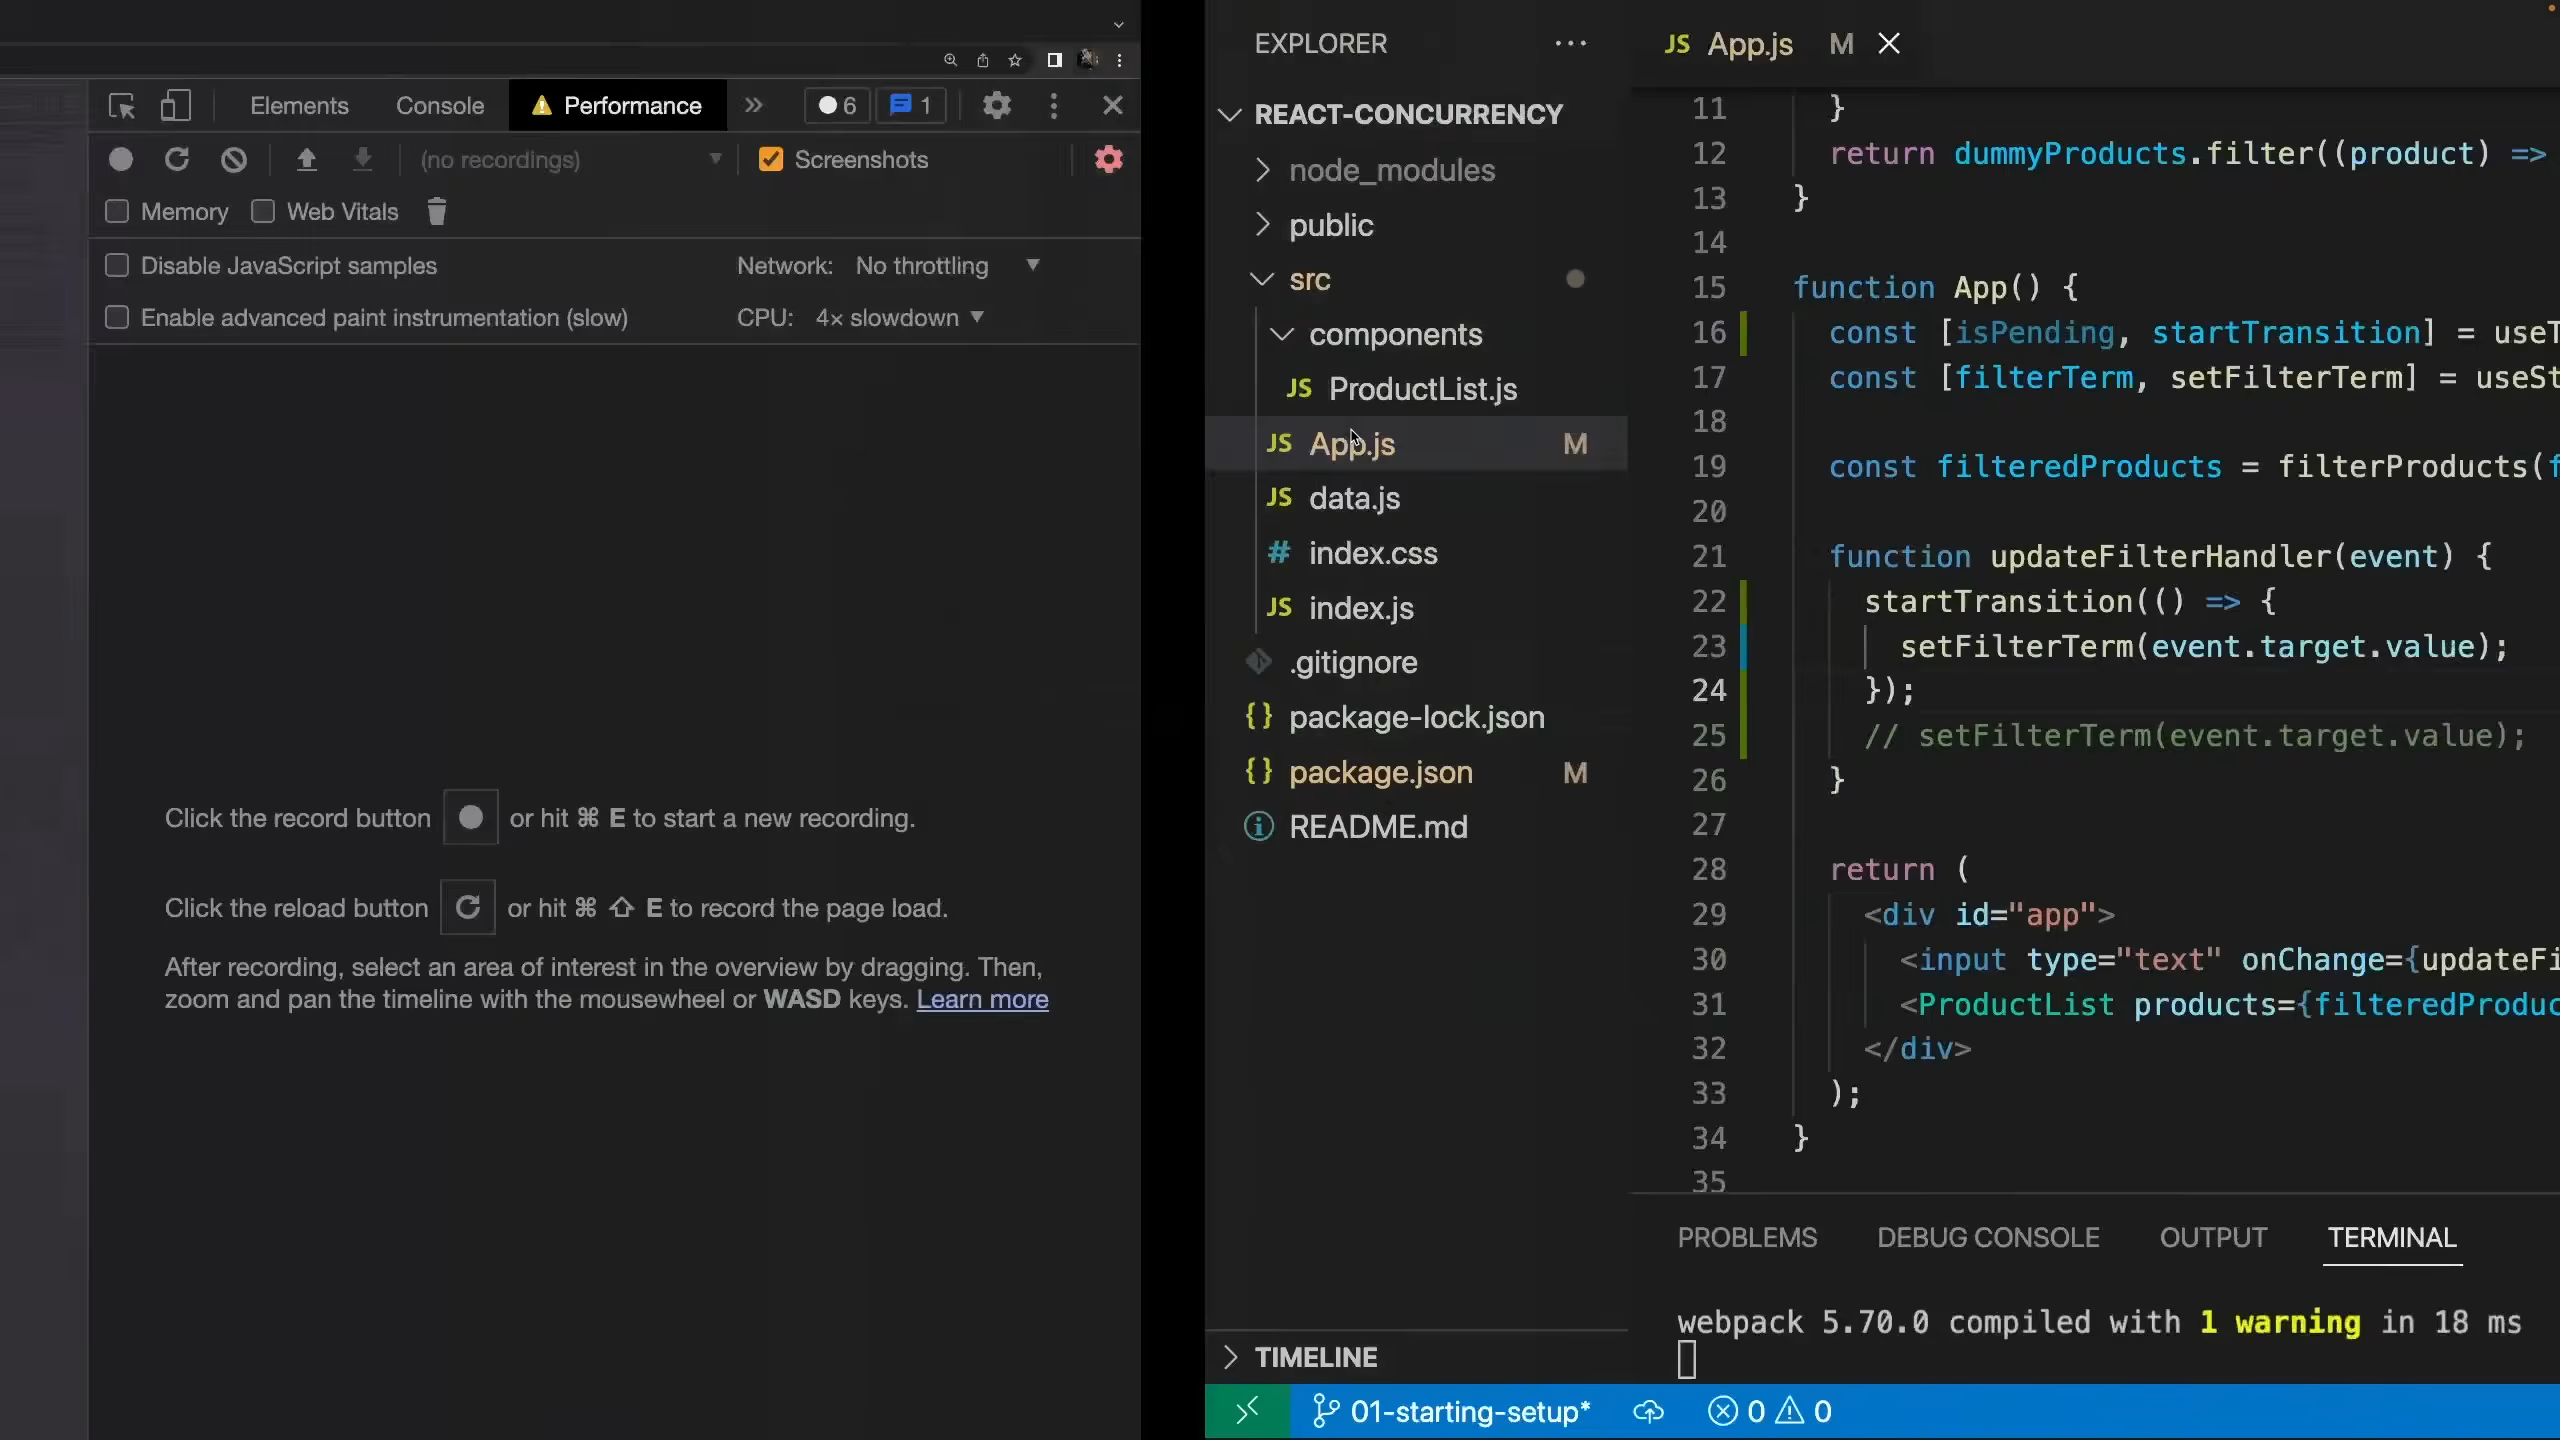 Elements Console Performance 6 1
(no recordings) Screenshots
Memory Web Vitals
Disable JavaScript samples Network: No throttling
Enable advanced paint instrumentation (slow) CPU: 4× slowdown
Click the record button or hit ⌘ E to start a new recording.
Click the reload button or hit ⌘ ⇧ E to record the page load.
After recording, select an area of interest in the overview by dragging. Then,
zoom and pan the timeline with the mousewheel or WASD keys. Learn more
EXPLORER
REACT-CONCURRENCY
node_modules
public
src
components
JS ProductList.js
JS App.js M
JS data.js
# index.css
JS index.js
.gitignore
{} package-lock.json
{} package.json M
README.md
TIMELINE
JS App.js M
11 }
12 return dummyProducts.filter((product) =>
13 }
14
15 function App() {
16 const [isPending, startTransition] = useT
17 const [filterTerm, setFilterTerm] = useSt
18
19 const filteredProducts = filterProducts(f
20
21 function updateFilterHandler(event) {
22 startTransition(() => {
23 setFilterTerm(event.target.value);
24 });
25 // setFilterTerm(event.target.value);
26 }
27
28 return (
29 <div id="app">
30 <input type="text" onChange={updateFi
31 <ProductList products={filteredProduc
32 </div>
33 );
34 }
35
PROBLEMS DEBUG CONSOLE OUTPUT TERMINAL
webpack 5.70.0 compiled with 1 warning in 18 ms
01-starting-setup* 0 0